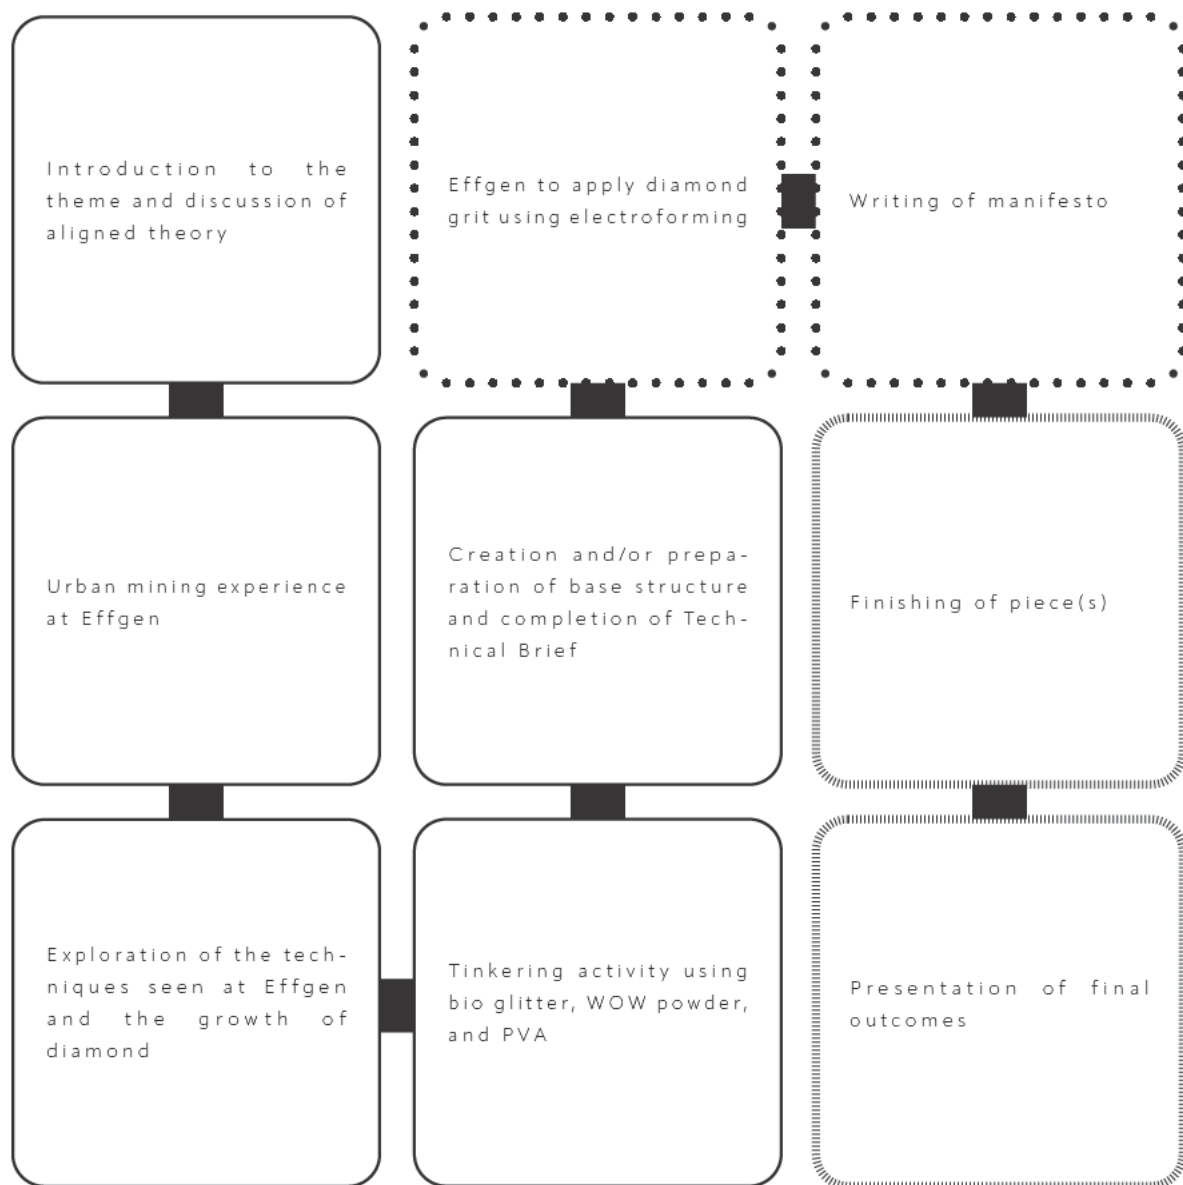 Introduction to the
theme and discussion of
aligned theory
Urban mining experience
at Effgen
Exploration of the tech-
niques seen at Effgen
and the growth of
diamond
Tinkering activity using
bio glitter, WOW powder,
and PVA
Creation and/or prepa-
ration of base structure
and completion of Tech-
nical Brief
Effgen to apply diamond
grit using electroforming
Writing of manifesto
Finishing of piece(s)
Presentation of final
outcomes